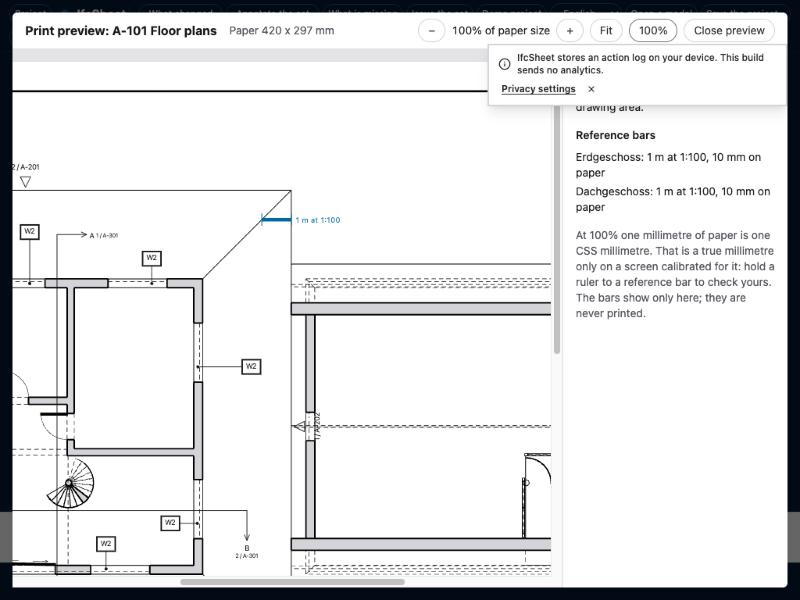 Print preview: A-101 Floor plans
Paper 420 x 297 mm
−
100% of paper size
+
Fit
100%
Close preview
IfcSheet stores an action log on your device. This build
sends no analytics.
Privacy settings ×
drawing area.
Reference bars
Erdgeschoss: 1 m at 1:100, 10 mm on
paper
Dachgeschoss: 1 m at 1:100, 10 mm on
paper
At 100% one millimetre of paper is one
CSS millimetre. That is a true millimetre
only on a screen calibrated for it: hold a
ruler to a reference bar to check yours.
The bars show only here; they are
never printed.
2/A-201
1 m at 1:100
W2
A 1/A-301
W2
W2
1/A-202
W2
B
2/A-301
W2